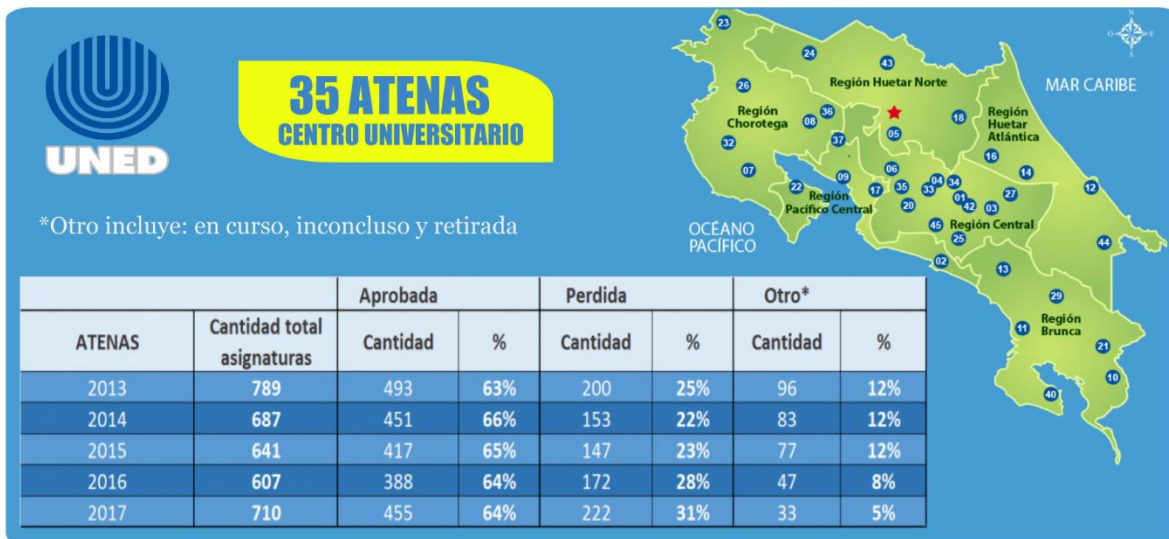 UNED
35 ATENAS
CENTRO UNIVERSITARIO
*Otro incluye: en curso, inconcluso y retirada
Aprobada Perdida Otro*
ATENAS Cantidad total asignaturas Cantidad % Cantidad % Cantidad %
2013 789 493 63% 200 25% 96 12%
2014 687 451 66% 153 22% 83 12%
2015 641 417 65% 147 23% 77 12%
2016 607 388 64% 172 28% 47 8%
2017 710 455 64% 222 31% 33 5%
N
O E
S
MAR CARIBE
OCÉANO
PACÍFICO
Región Huetar Norte
Región
Chorotega
Región
Huetar
Atlántica
Región
Pacífico Central
Región Central
Región
Brunca
23
24
43
26
36
08
18
05
37
32
16
07
06
09
04
34
14
22
17
35
33
01
27
12
20
42
03
45
25
44
02
13
29
11
21
10
40